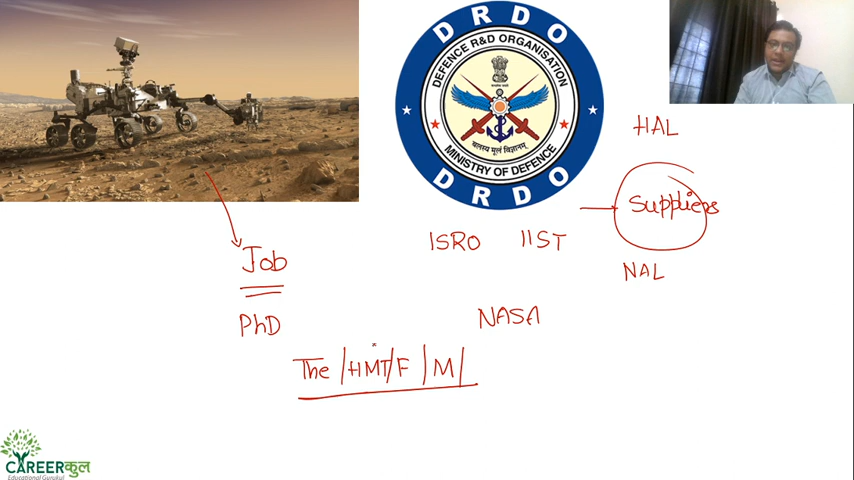 DRDO
DEFENCE R&D ORGANISATION
बलस्य मूलं विज्ञानम्
MINISTRY OF DEFENCE
DRDO
HAL
Suppliers
ISRO IIST
Job
NAL
PhD
NASA
The /HMT/F /M/
CAREERकुल
Educational Gurukul